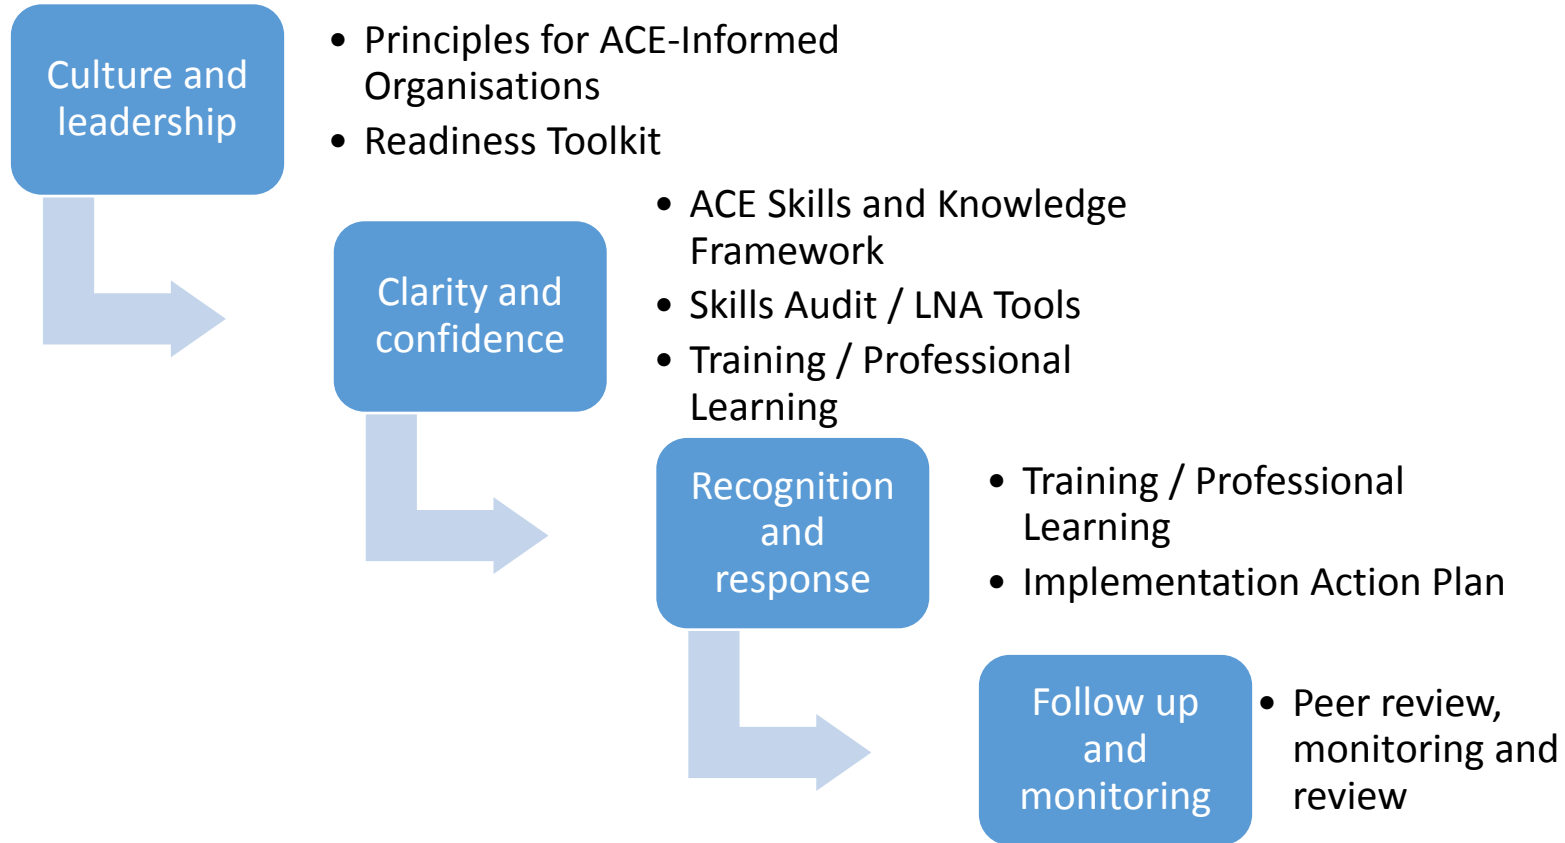 Culture and
leadership
• Principles for ACE-Informed
Organisations
• Readiness Toolkit
Clarity and
confidence
• ACE Skills and Knowledge
Framework
• Skills Audit / LNA Tools
• Training / Professional
Learning
Recognition
and
response
• Training / Professional
Learning
• Implementation Action Plan
Follow up
and
monitoring
• Peer review,
monitoring and
review